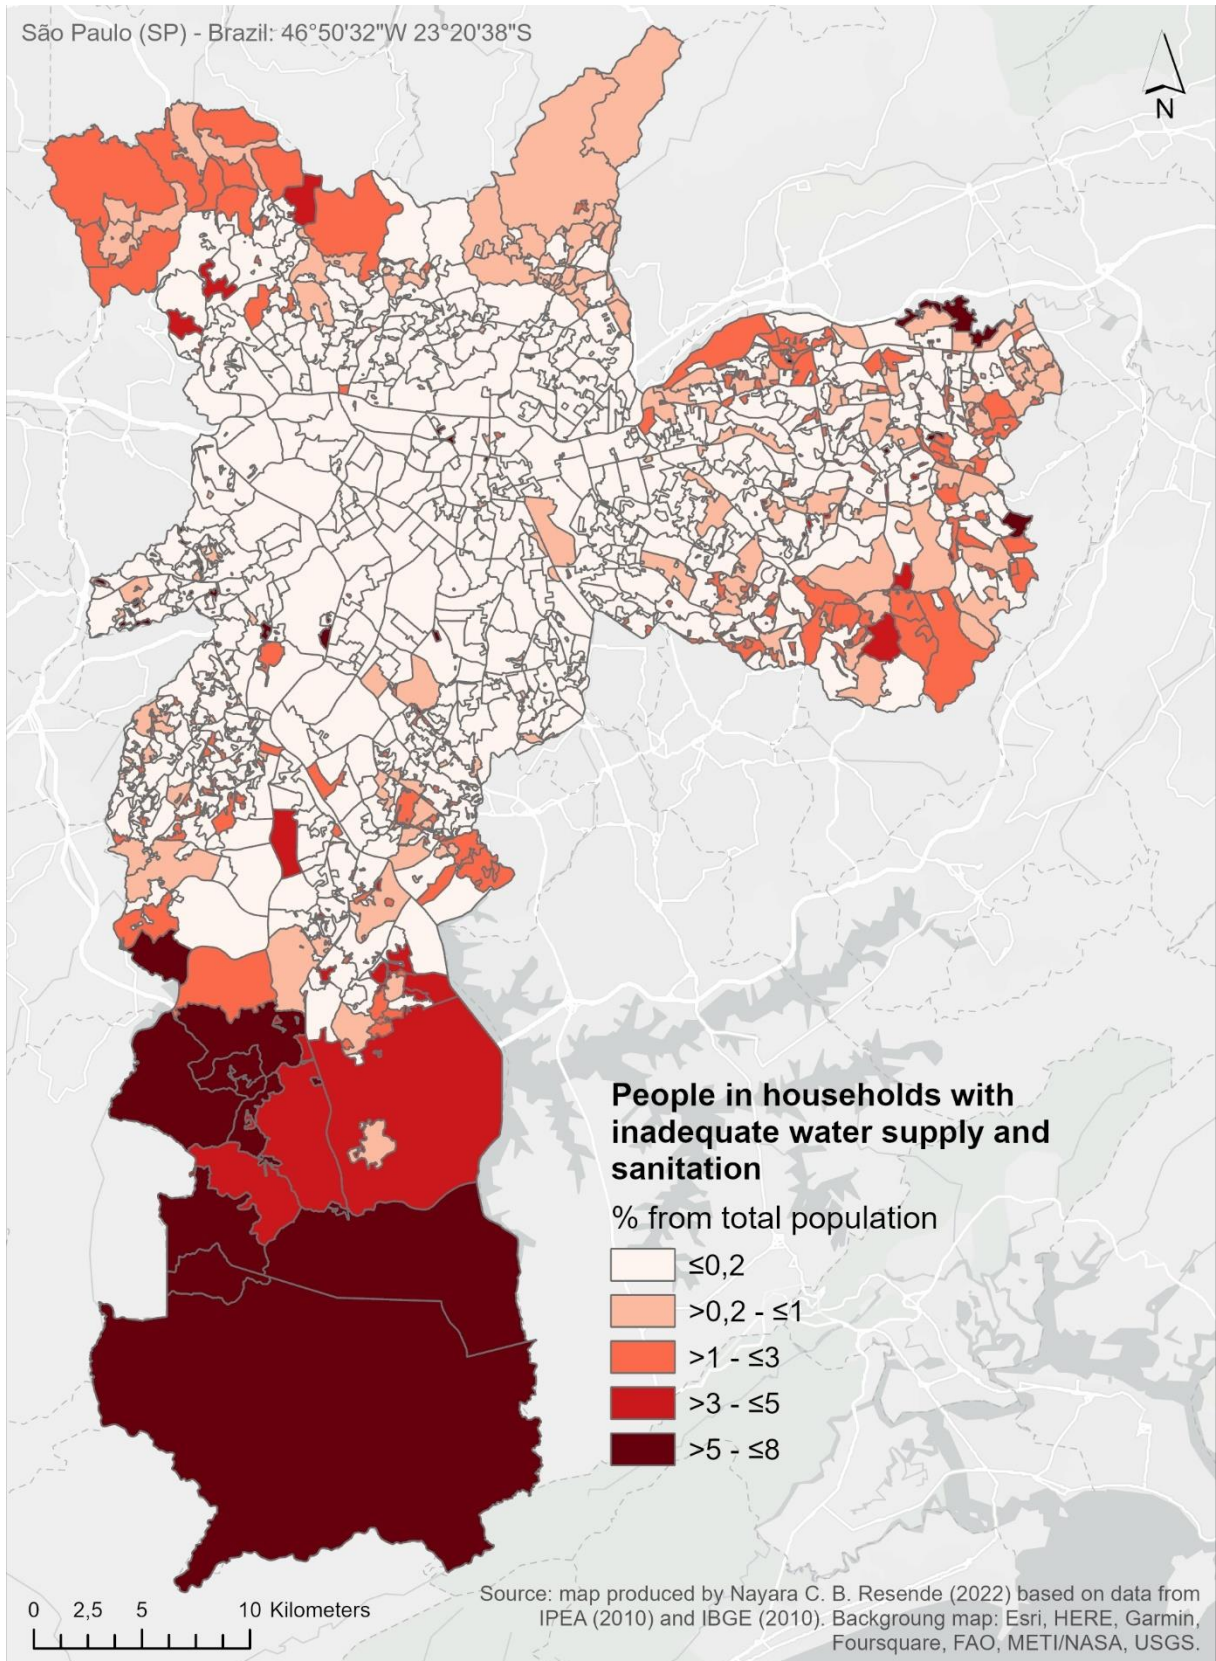 São Paulo (SP) - Brazil: 46°50'32"W 23°20'38"S
N
People in households with
inadequate water supply and
sanitation
% from total population
≤0,2
>0,2 - ≤1
>1 - ≤3
>3 - ≤5
>5 - ≤8
0 2,5 5 10 Kilometers
Source: map produced by Nayara C. B. Resende (2022) based on data from
IPEA (2010) and IBGE (2010). Backgroung map: Esri, HERE, Garmin,
Foursquare, FAO, METI/NASA, USGS.